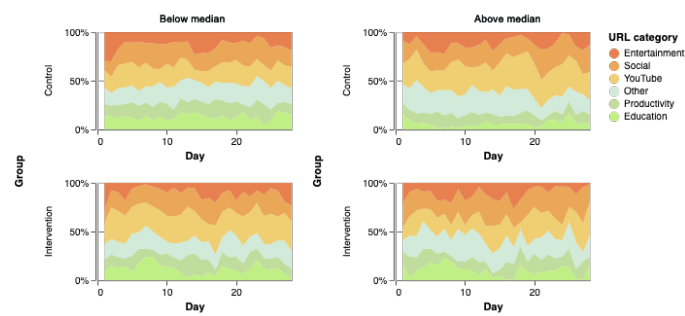 Below median
Above median
100%
50%
0%
Control
0
10
20
Day
100%
50%
0%
Control
0
10
20
Day
URL category
Entertainment
Social
YouTube
Other
Productivity
Education
Group
Group
100%
50%
0%
Intervention
0
10
20
Day
100%
50%
0%
Intervention
0
10
20
Day